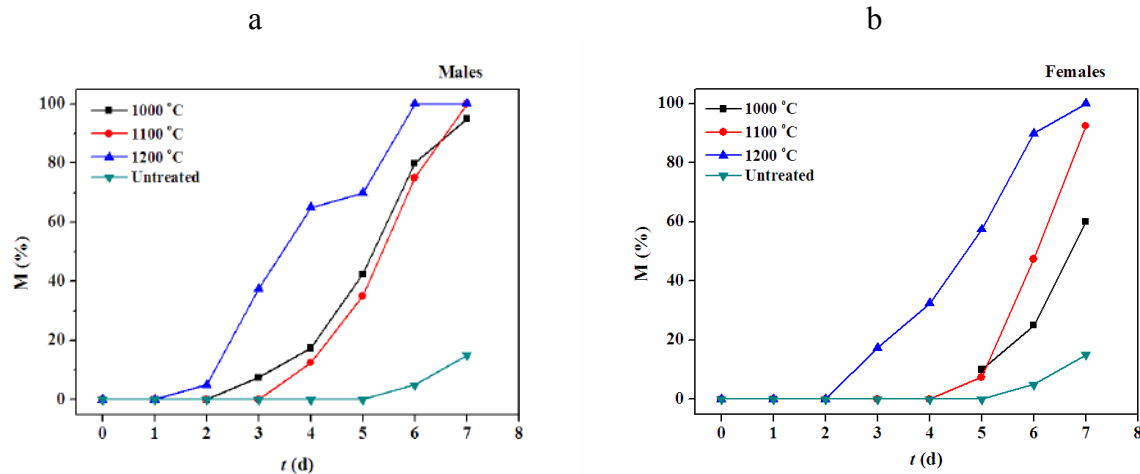 a
Males
1000 °C
1100 °C
1200 °C
Untreated
M (%)
100
80
60
40
20
0
0 1 2 3 4 5 6 7 8
t (d)
b
Females
1000 °C
1100 °C
1200 °C
Untreated
M (%)
100
80
60
40
20
0
0 1 2 3 4 5 6 7 8
t (d)